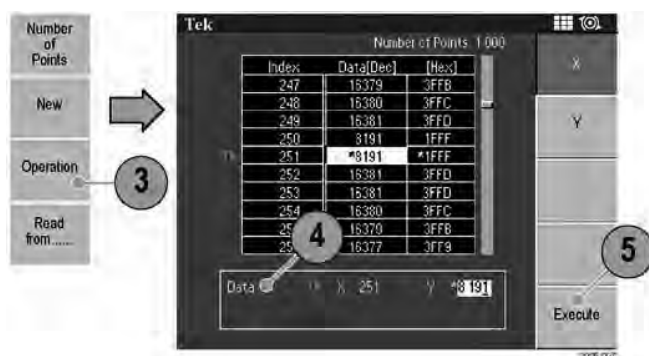 Number
of
Points
New
Operation
Read
from......
3
Tek
Number of Points 1 000
Index Data[Dec] [Hex]
247 16379 3FFB
248 16380 3FFC
249 16381 3FFD
250 8191 1FFF
251 *8191 *1FFF
252 16381 3FFD
253 16381 3FFD
254 16380 3FFC
16379 3FFB
16377 3FF9
4
Data X 251 Y *8 191
X
Y
5
Execute